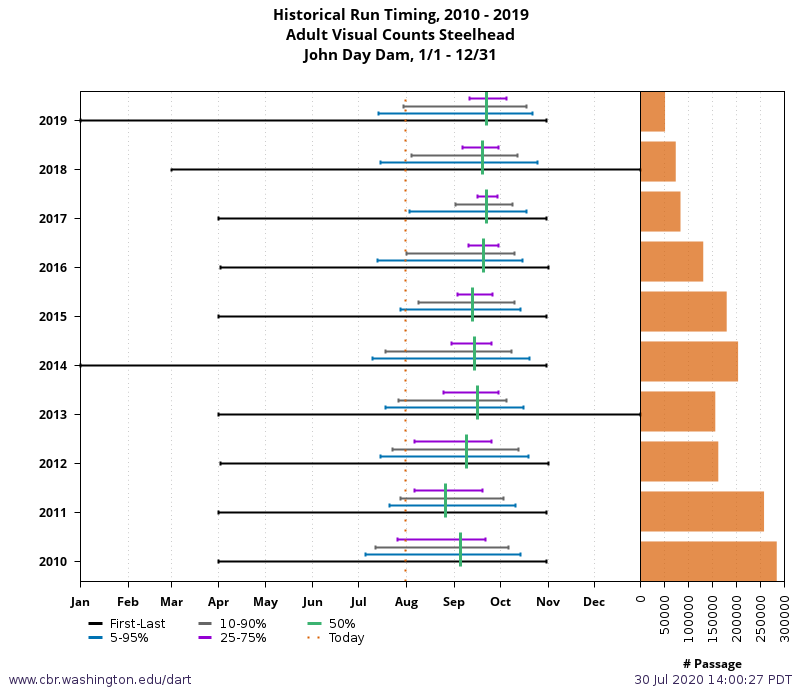 Historical Run Timing, 2010 - 2019
Adult Visual Counts Steelhead
John Day Dam, 1/1 - 12/31
2019
2018
2017
2016
2015
2014
2013
2012
2011
2010
Jan Feb Mar Apr May Jun Jul Aug Sep Oct Nov Dec
0 50000 100000 150000 200000 250000 300000
First-Last 10-90% 50%
5-95% 25-75% Today
# Passage
www.cbr.washington.edu/dart
30 Jul 2020 14:00:27 PDT